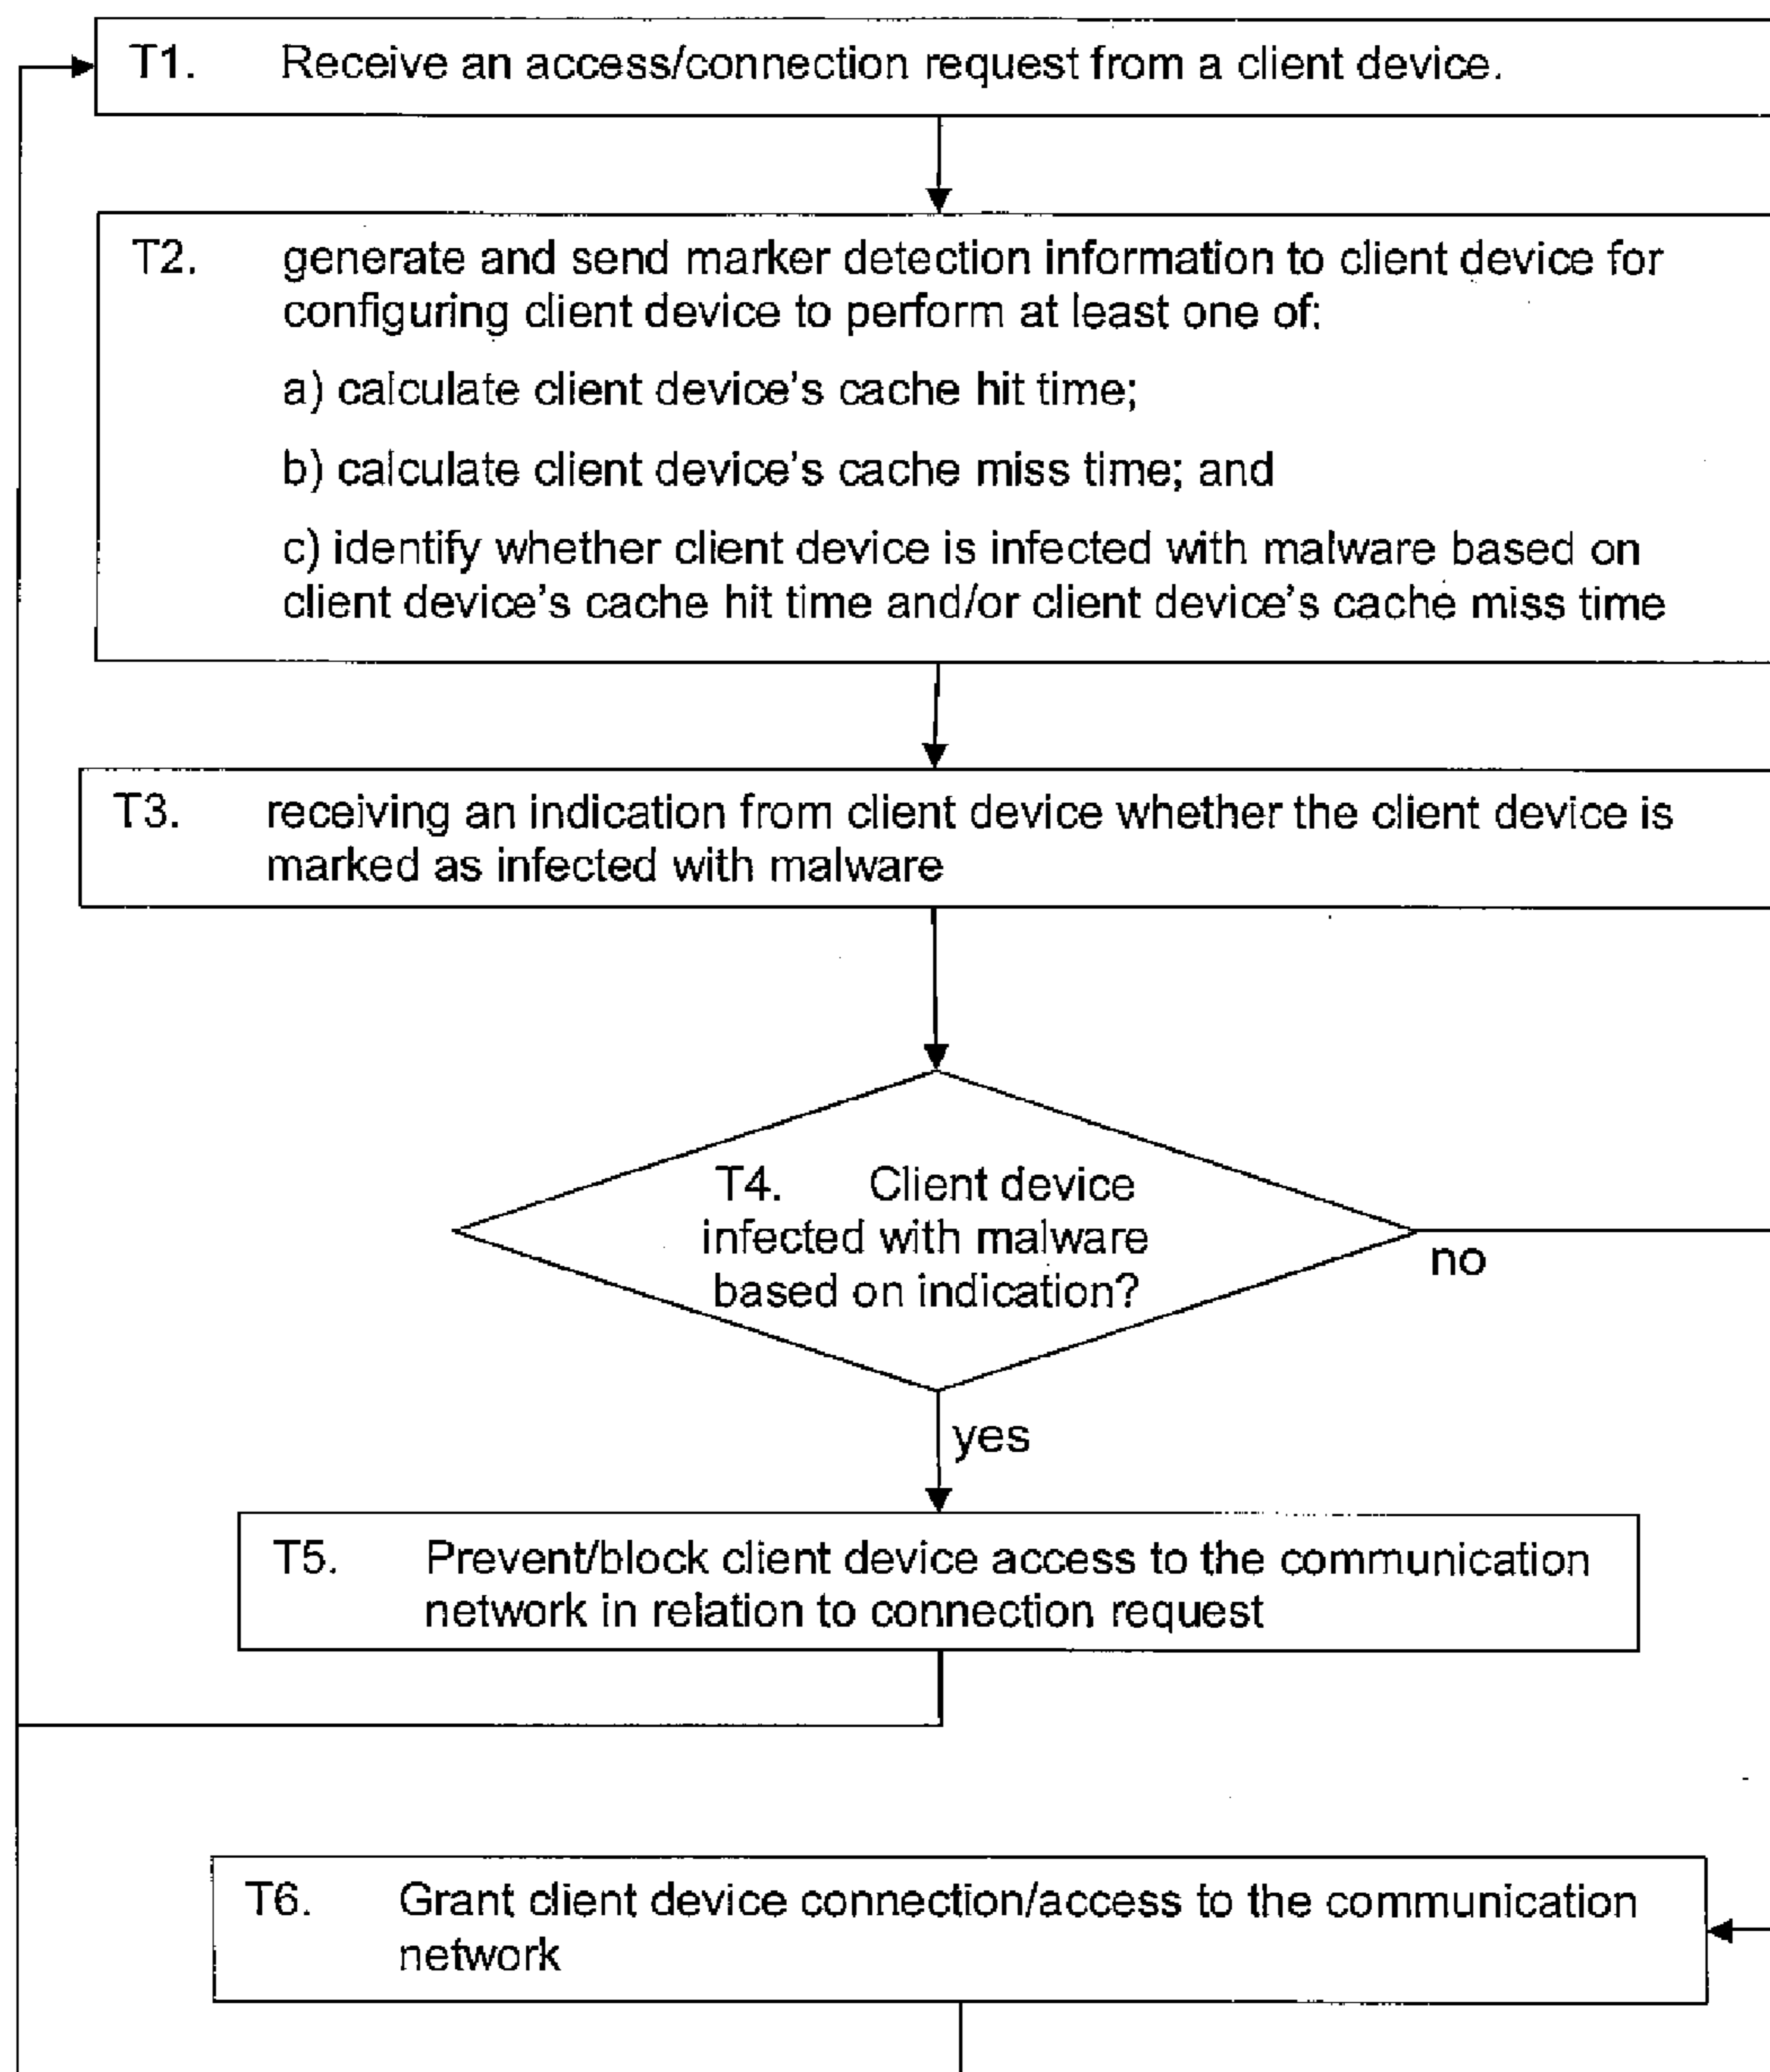 T1. Receive an access/connection request from a client device.
T2. generate and send marker detection information to client device for
configuring client device to perform at least one of:
a) calculate client device's cache hit time;
b) calculate client device's cache miss time; and
c) identify whether client device is infected with malware based on
client device's cache hit time and/or client device's cache miss time
T3. receiving an indication from client device whether the client device is
marked as infected with malware
T4. Client device
infected with malware
based on indication?
no
yes
T5. Prevent/block client device access to the communication
network in relation to connection request
T6. Grant client device connection/access to the communication
network